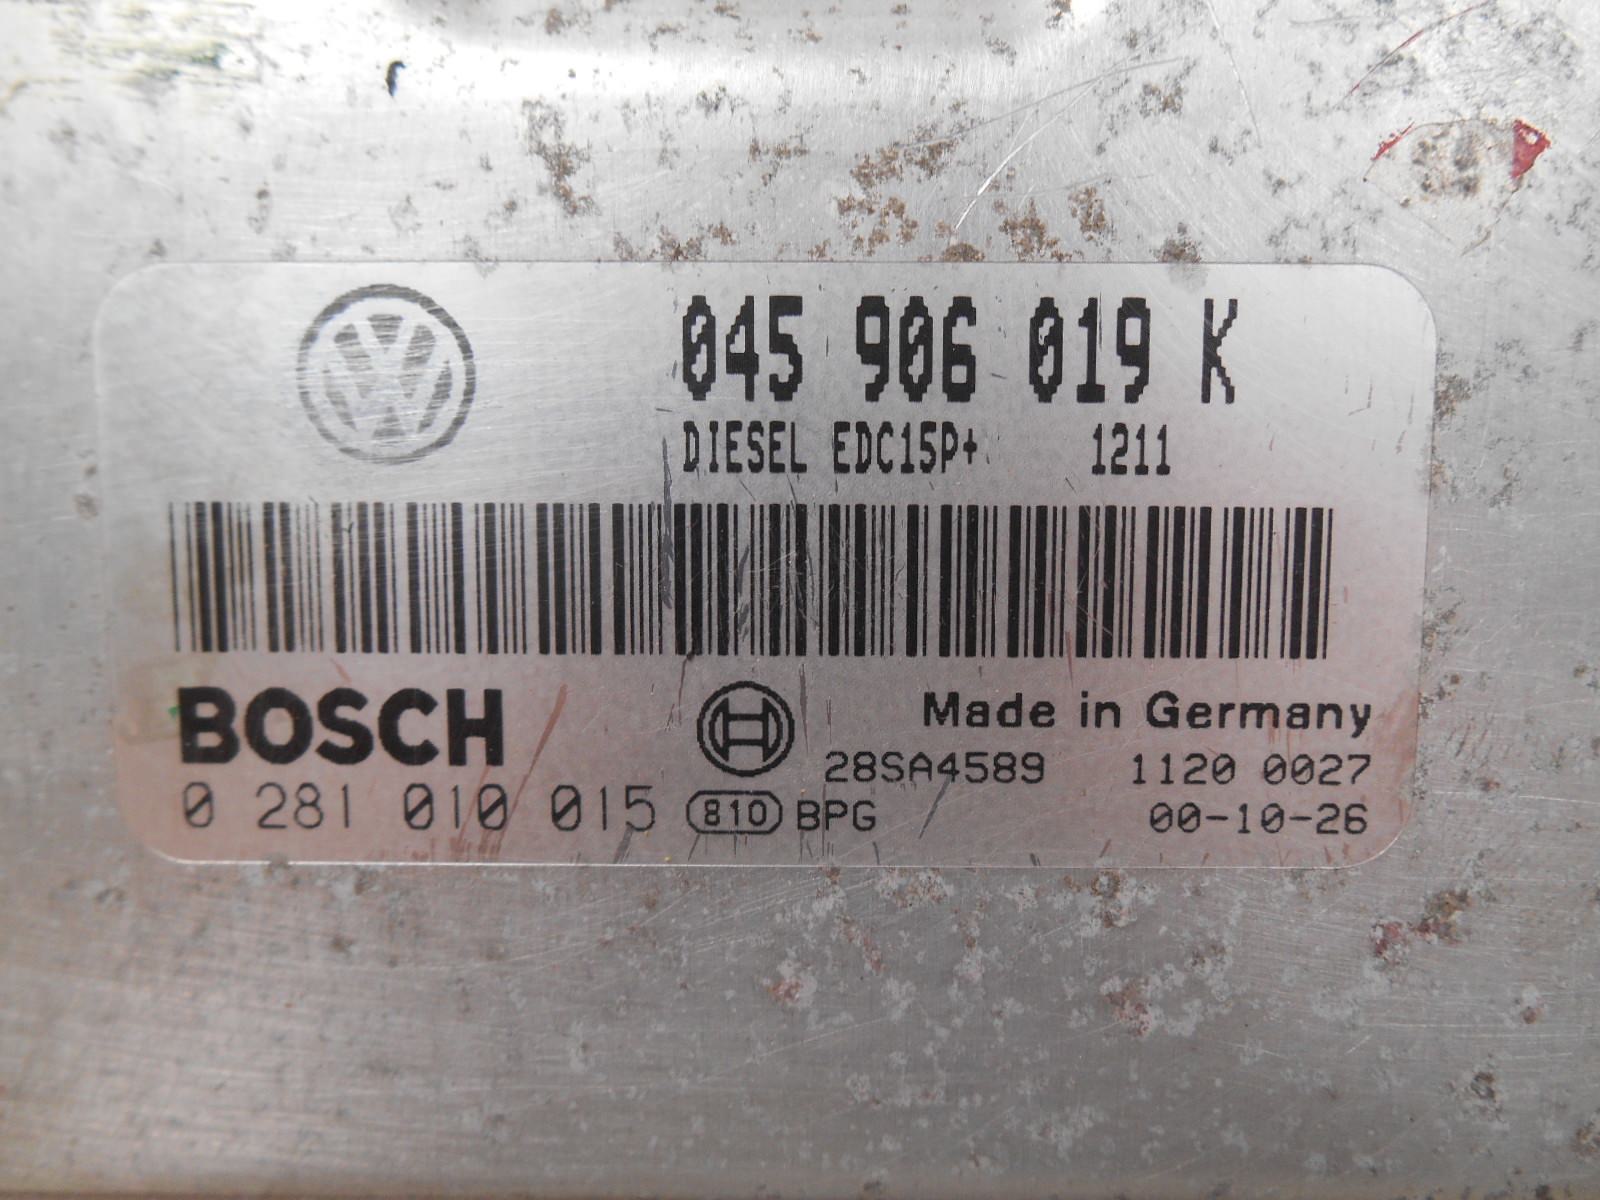 045 906 019 K
DIESEL EDC15P+ 1211
BOSCH
Made in Germany
28SA4589 1120 0027
0 281 010 015 810 BPG 00-10-26